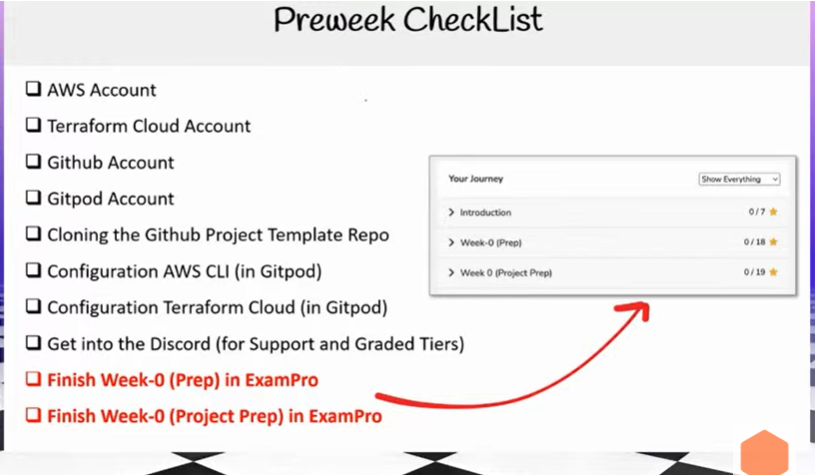 Preweek CheckList
AWS Account
Terraform Cloud Account
Github Account
Gitpod Account
Cloning the Github Project Template Repo
Configuration AWS CLI (in Gitpod)
Configuration Terraform Cloud (in Gitpod)
Get into the Discord (for Support and Graded Tiers)
Finish Week-0 (Prep) in ExamPro
Finish Week-0 (Project Prep) in ExamPro
Your Journey
Show Everything
Introduction 0/7
Week-0 (Prep) 0/18
Week 0 (Project Prep) 0/19